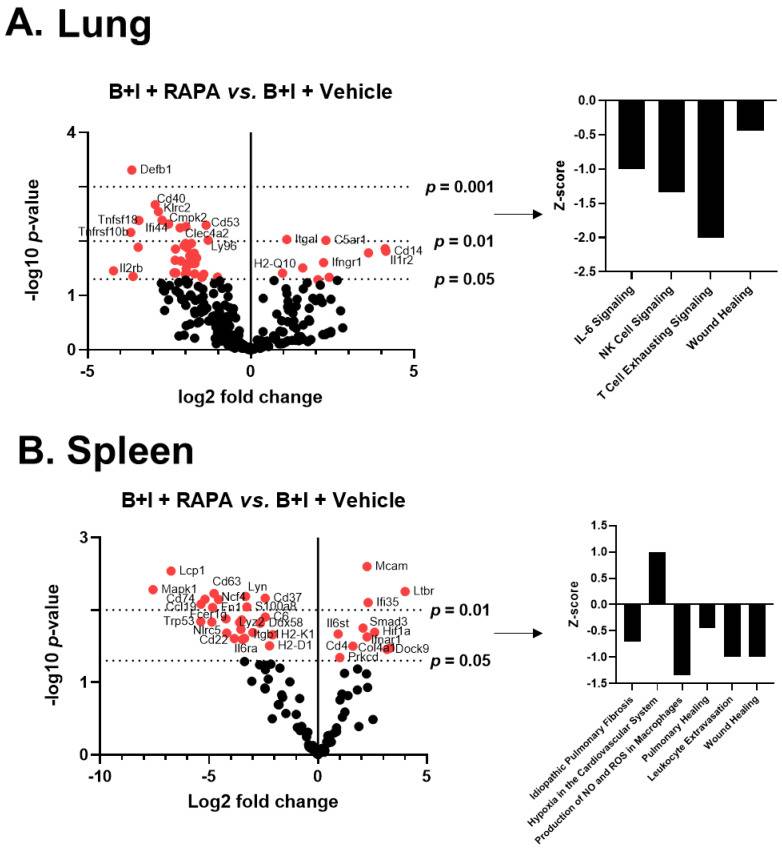 A. Lung
B+I + RAPA vs. B+I + Vehicle
4
1
0
-log10 p-value
-5
0
5
log2 fold change
Defb1
Cd40
Klrc2
Tnfsf18
Cmpk2
Cd53
Tnfrsf10b
Ifi44
Clec4a2
Ly96
Il2rb
Itgal
C5ar1
Cd14
Il1r2
H2-Q10
Ifngr1
p = 0.001
p = 0.01
p = 0.05
Z-score
0.0
-0.5
-1.0
-1.5
-2.0
-2.5
IL-6 Signaling
NK Cell Signaling
T Cell Exhausting Signaling
Wound Healing
B. Spleen
B+I + RAPA vs. B+I + Vehicle
3
1
0
-log10 p-value
-10
-5
0
5
Log2 fold change
Lcp1
Mapk1
Cd63
Lyn
Cd74
Ncf4
Cd37
Ccl19
Fn1
S100a8
Fcer1g
C6
Trp53
Lyz2
Ddx58
Nlrc5
Itgb1
H2-K1
Cd22
Il6ra
H2-D1
Mcam
Ltbr
Ifi35
Il6st
Smad3
Hif1a
Ifnar1
Cd4
Col4a1
Dock9
Prkcd
p = 0.01
p = 0.05
Z-score
1.5
1.0
0.5
0.0
-0.5
-1.0
-1.5
Idiopathic Pulmonary Fibrosis
Hypoxia in the Cardiovascular System
Production of NO and ROS in Macrophages
Pulmonary Healing
Leukocyte Extravasation
Wound Healing